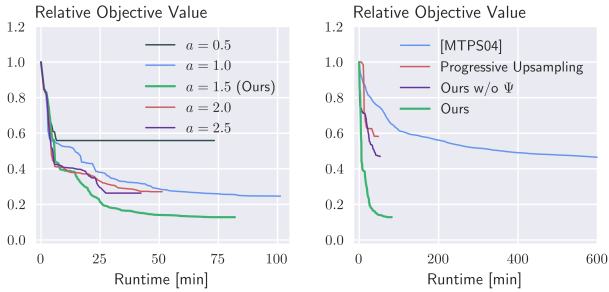 Relative Objective Value
1.2
1.0
0.8
0.6
0.4
0.2
0.0
a = 0.5
a = 1.0
a = 1.5 (Ours)
a = 2.0
a = 2.5
0 25 50 75 100
Runtime [min]
Relative Objective Value
1.2
1.0
0.8
0.6
0.4
0.2
0.0
[MTPS04]
Progressive Upsampling
Ours w/o Ψ
Ours
0 200 400 600
Runtime [min]